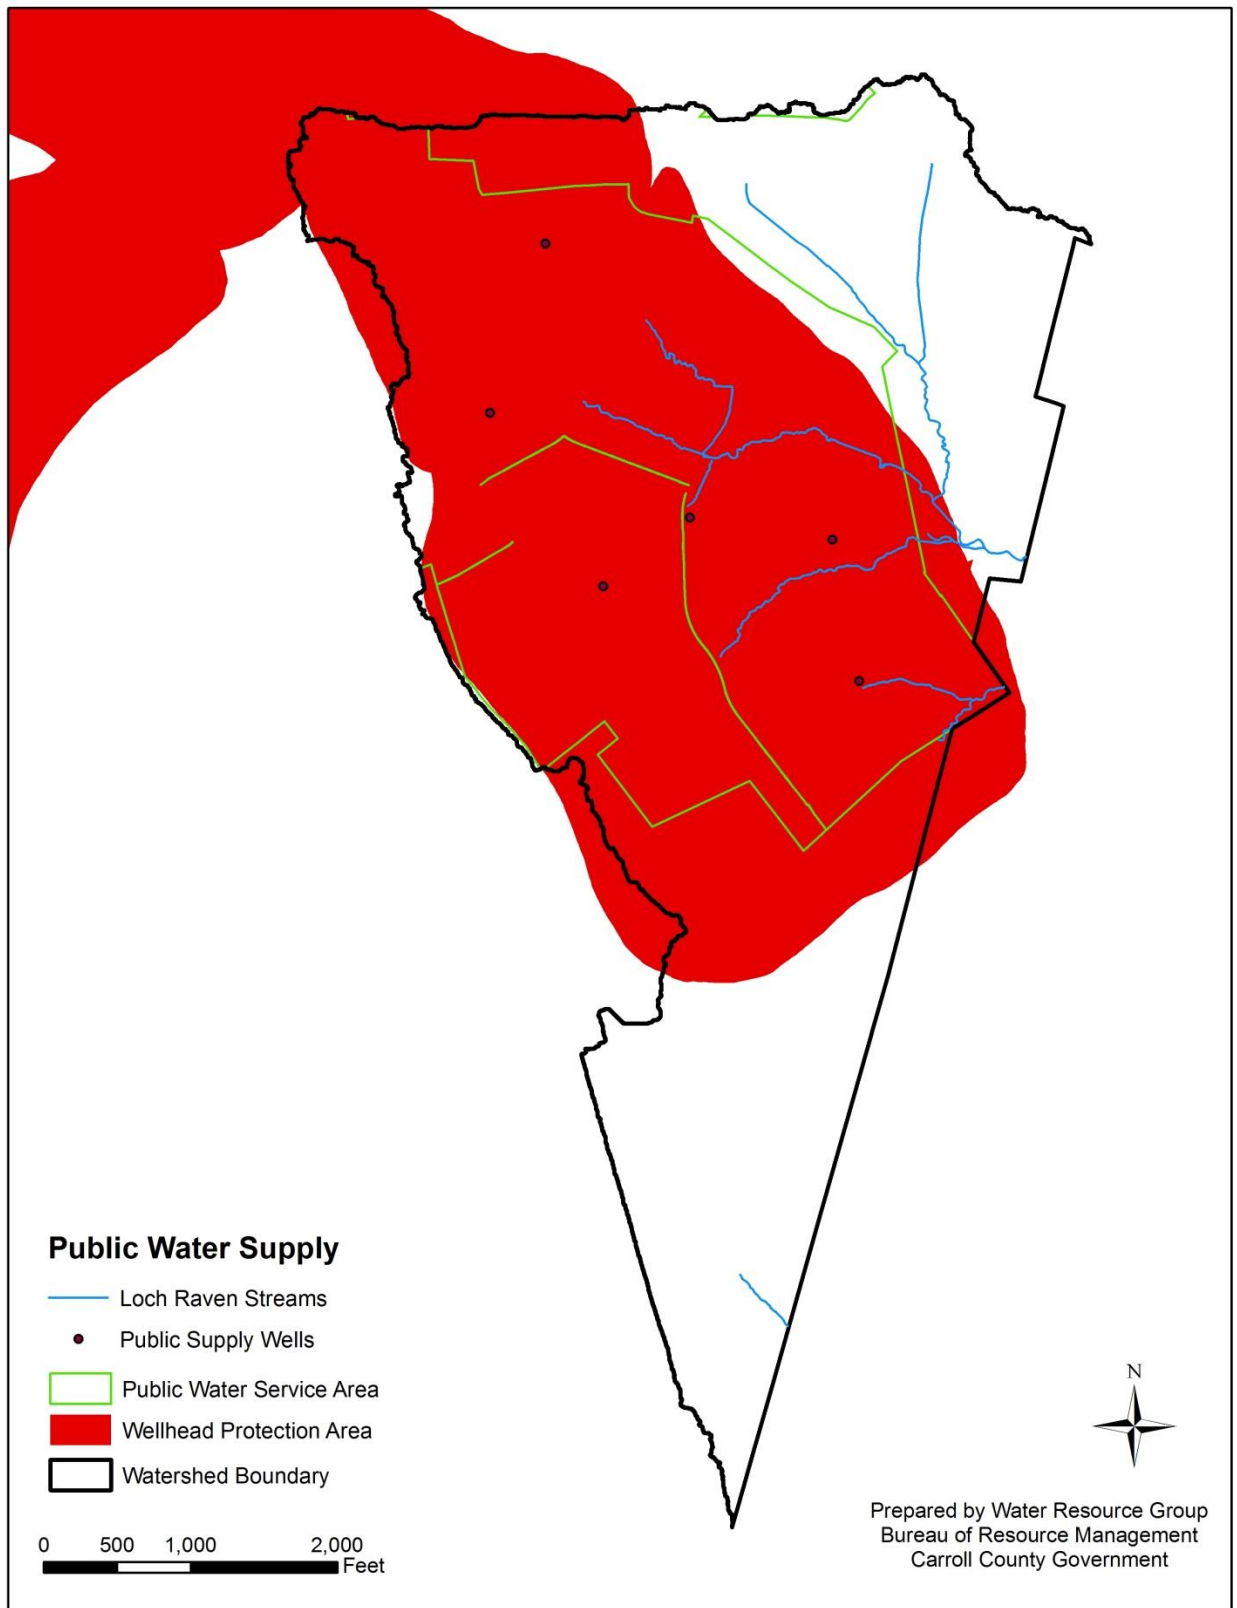 Public Water Supply
Loch Raven Streams
Public Supply Wells
Public Water Service Area
Wellhead Protection Area
Watershed Boundary
0 500 1,000 2,000
Feet
N
Prepared by Water Resource Group
Bureau of Resource Management
Carroll County Government